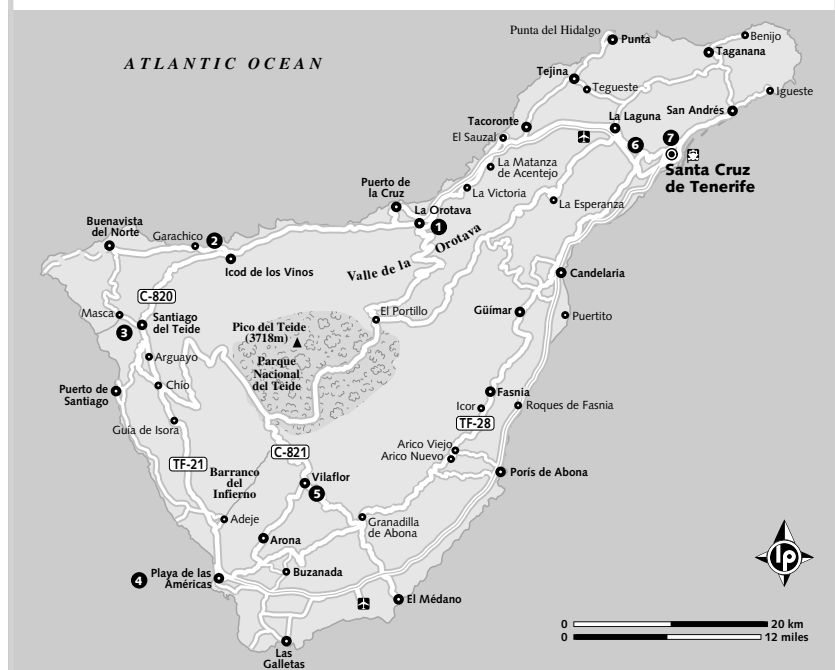 Punta del Hidalgo
Punta
Benijo
Taganana
ATLANTIC OCEAN
Tejina
Tegueste
Igueste
San Andrés
Tacoronte
La Laguna
7
El Sauzal
6
Santa Cruz
de Tenerife
La Matanza
de Acentejo
Puerto de
la Cruz
La Victoria
La Esperanza
La Orotava
1
Buenavista
del Norte
Garachico
2
Valle de la Orotava
Icod de los Vinos
Candelaria
C-820
Masca
Santiago
del Teide
3
El Portillo
Güímar
Puertito
Pico del Teide
(3718m)
Arguayo
Parque
Nacional
del Teide
Chío
Puerto de
Santiago
Fasnia
Icor
Roques de Fasnia
Guía de Isora
TF-28
C-821
Arico Viejo
Arico Nuevo
TF-21
Barranco
del
Infierno
Vilaflor
5
Porís de Abona
Adeje
Granadilla
de Abona
Arona
4
Playa de las
Américas
Buzanada
El Médano
lp
0
20 km
0
12 miles
Las
Galletas